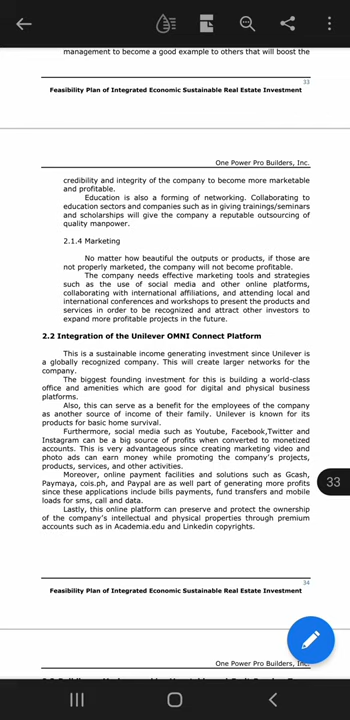 management to become a good example to others that will boost the
33
Feasibility Plan of Integrated Economic Sustainable Real Estate Investment
One Power Pro Builders, Inc.
credibility and integrity of the company to become more marketable
and profitable.
Education is also a forming of networking. Collaborating to
education sectors and companies such as in giving trainings/seminars
and scholarships will give the company a reputable outsourcing of
quality manpower.
2.1.4 Marketing
No matter how beautiful the outputs or products, if those are
not properly marketed, the company will not become profitable.
The company needs effective marketing tools and strategies
such as the use of social media and other online platforms,
collaborating with international affiliations, and attending local and
international conferences and workshops to present the products and
services in order to be recognized and attract other investors to
expand more profitable projects in the future.
2.2 Integration of the Unilever OMNI Connect Platform
This is a sustainable income generating investment since Unilever is
a globally recognized company. This will create larger networks for the
company.
The biggest founding investment for this is building a world-class
office and amenities which are good for digital and physical business
platforms.
Also, this can serve as a benefit for the employees of the company
as another source of income of their family. Unilever is known for its
products for basic home survival.
Furthermore, social media such as Youtube, Facebook,Twitter and
Instagram can be a big source of profits when converted to monetized
accounts. This is very advantageous since creating marketing video and
photo ads can earn money while promoting the company's projects,
products, services, and other activities.
Moreover, online payment facilities and solutions such as Gcash,
Paymaya, cois.ph, and Paypal are as well part of generating more profits
since these applications include bills payments, fund transfers and mobile
loads for sms, call and data.
33
Lastly, this online platform can preserve and protect the ownership
of the company's intellectual and physical properties through premium
accounts such as in Academia.edu and Linkedin copyrights.
34
Feasibility Plan of Integrated Economic Sustainable Real Estate Investment
One Power Pro Builders, Inc.